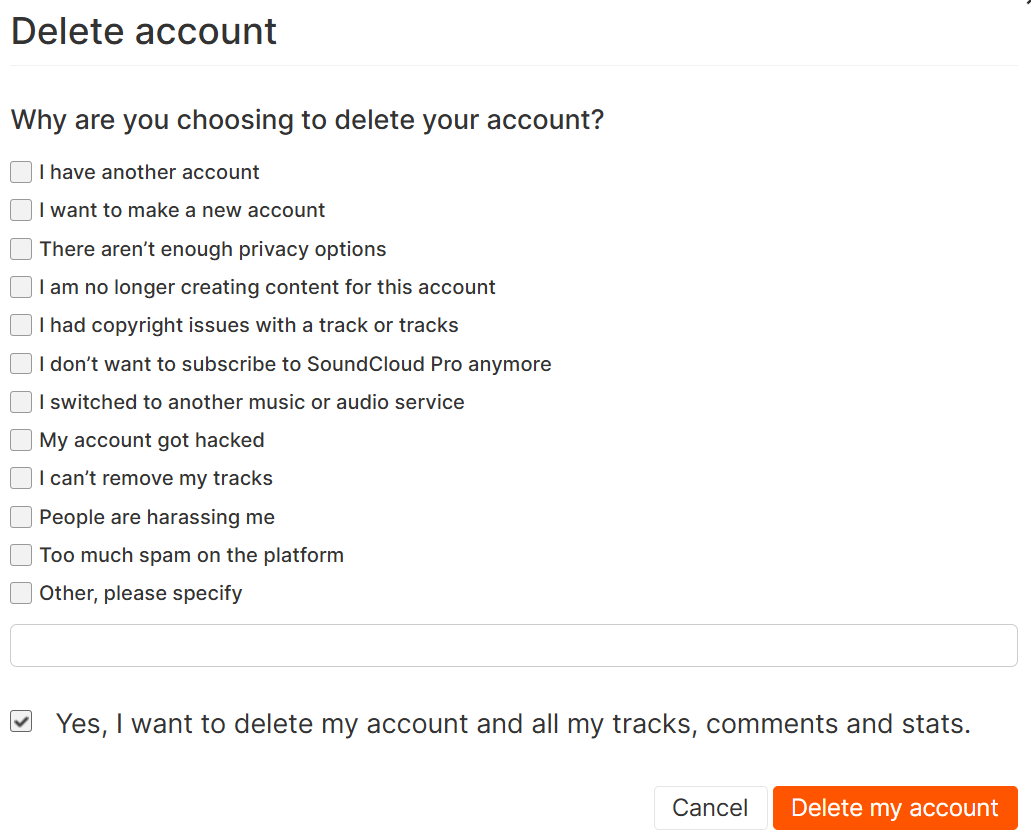 Delete account
Why are you choosing to delete your account?
I have another account
I want to make a new account
There aren’t enough privacy options
I am no longer creating content for this account
I had copyright issues with a track or tracks
I don’t want to subscribe to SoundCloud Pro anymore
I switched to another music or audio service
My account got hacked
I can’t remove my tracks
People are harassing me
Too much spam on the platform
Other, please specify
Yes, I want to delete my account and all my tracks, comments and stats.
Cancel Delete my account